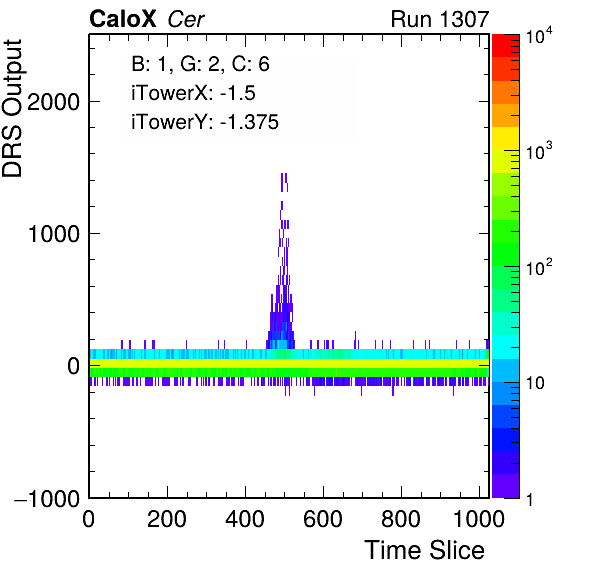 CaloX Cer Run 1307
DRS Output
B: 1, G: 2, C: 6
iTowerX: -1.5
iTowerY: -1.375
2000
1000
0
−1000
0 200 400 600 800 1000
Time Slice
10^4
10^3
10^2
10
1